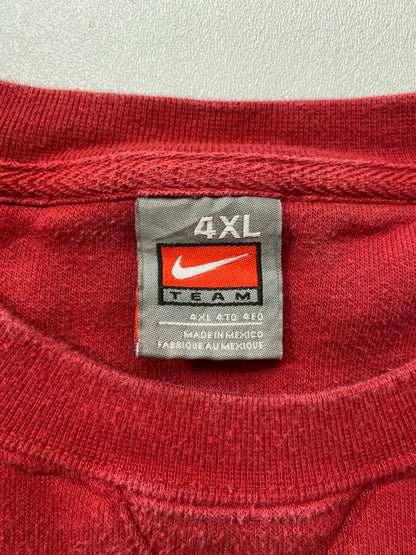 4XL
TEAM
4XL 4TG 4EG
MADE IN MEXICO
FABRIQUE AU MEXIQUE